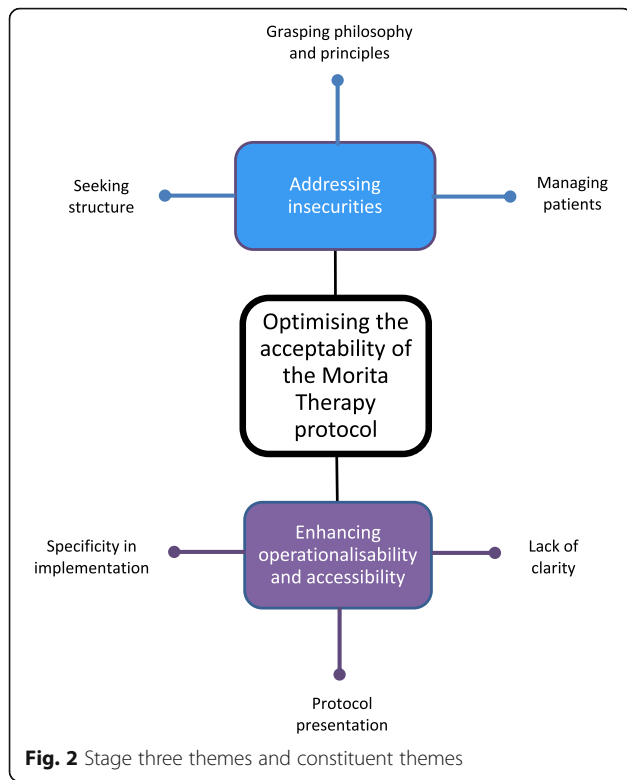 Grasping philosophy
and principles
Seeking
structure
Addressing
insecurities
Managing
patients
Optimising the
acceptability of
the Morita
Therapy
protocol
Specificity in
implementation
Enhancing
operationalisability
and accessibility
Lack of
clarity
Protocol
presentation
Fig. 2 Stage three themes and constituent themes